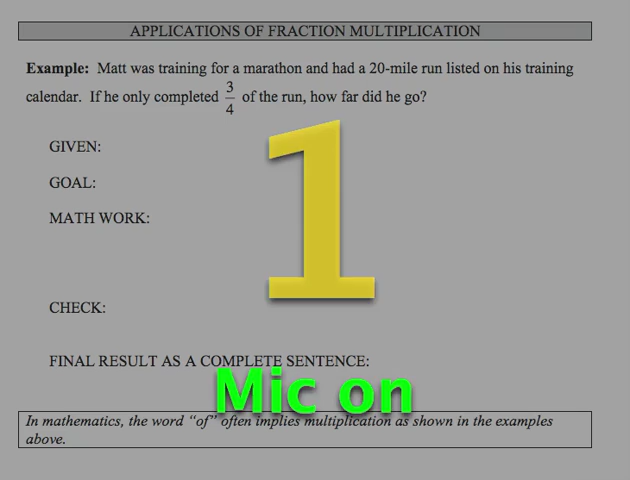 APPLICATIONS OF FRACTION MULTIPLICATION
Example: Matt was training for a marathon and had a 20-mile run listed on his training
calendar. If he only completed 3/4 of the run, how far did he go?
GIVEN:
GOAL:
MATH WORK:
1
CHECK:
FINAL RESULT AS A COMPLETE SENTENCE:
Mic on
In mathematics, the word "of" often implies multiplication as shown in the examples
above.